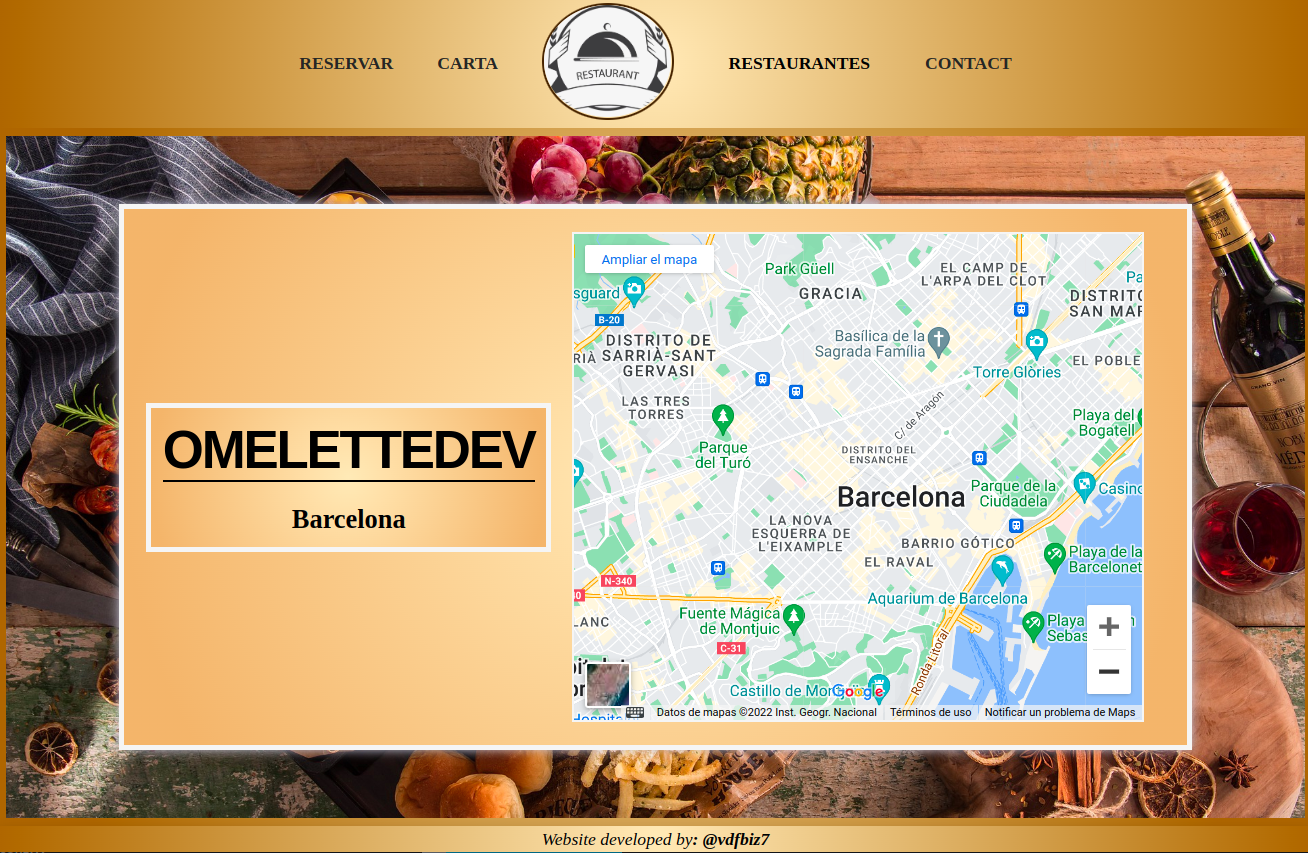 RESERVAR
CARTA
RESTAURANT
RESTAURANTES
CONTACT
OMELETTEDEV
Barcelona
Ampliar el mapa
Park Güell
GRACIA
EL CAMP DE
L'ARPA DEL CLOT
sguard
B-20
DISTRITO DE
SARRIÀ-SANT
GERVASI
RIÀ
Basílica de la
Sagrada Família
Torre Glòries
DISTRITO
SAN MAR
EL POBLE
LAS TRES
TORRES
C/ de Aragón
Parque
del Turó
DISTRITO DEL
ENSANCHE
Playa del
Bogatell
Barcelona
Parque de la
Ciudadela
Casino
LA NOVA
ESQUERRA DE
L'EIXAMPLE
BARRIO GÓTICO
EL RAVAL
Playa de la
Barcelonet
N-340
Aquarium de Barcelona
Fuente Mágica
de Montjuic
C-31
LANC
Playa
Sebas
Ronda Litoral
Castillo de Mon
Google
Datos de mapas ©2022 Inst. Geogr. Nacional
Términos de uso
Notificar un problema de Maps
NOBLE
GRAND VIN
Website developed by: @vdfbiz7